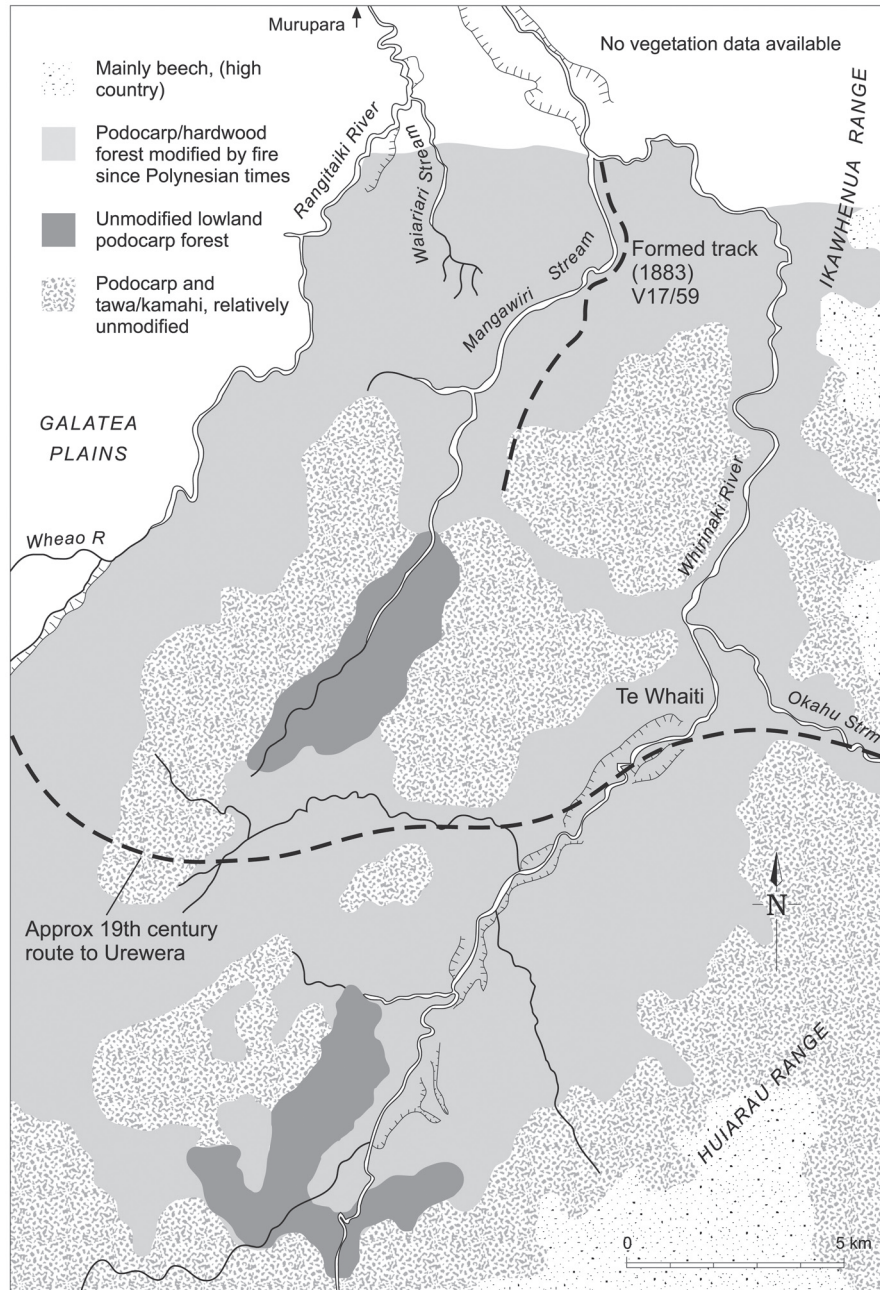 Murupara
No vegetation data available
Mainly beech, (high
country)
Podocarp/hardwood
forest modified by fire
since Polynesian times
Unmodified lowland
podocarp forest
Podocarp and
tawa/kamahi, relatively
unmodified
Rangitaiki River
Waiariari Stream
Mangawiri Stream
Formed track
(1883)
V17/59
IKAWHENUA RANGE
GALATEA
PLAINS
Wheao R
Whirinaki River
Te Whaiti
Okahu Strm
Approx 19th century
route to Urewera
N
HUIARAU RANGE
0 5 km